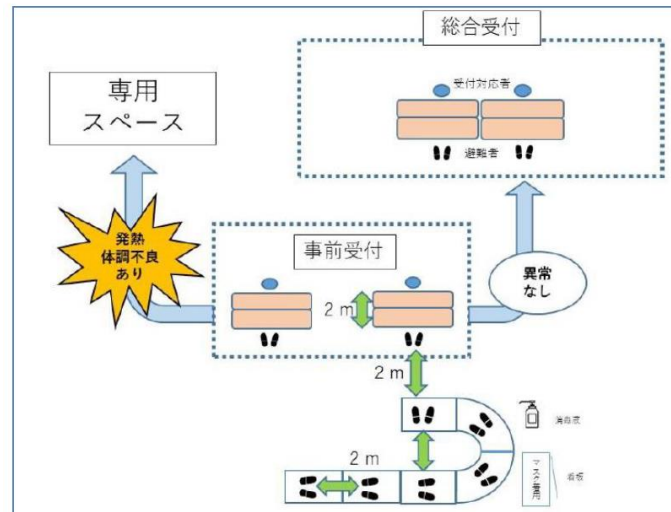 総合受付
受付対応者
避難者
専用
スペース
発熱
体調不良
あり
事前受付
異常
なし
2 m
2 m
2 m
消毒液
マスク着用
看板